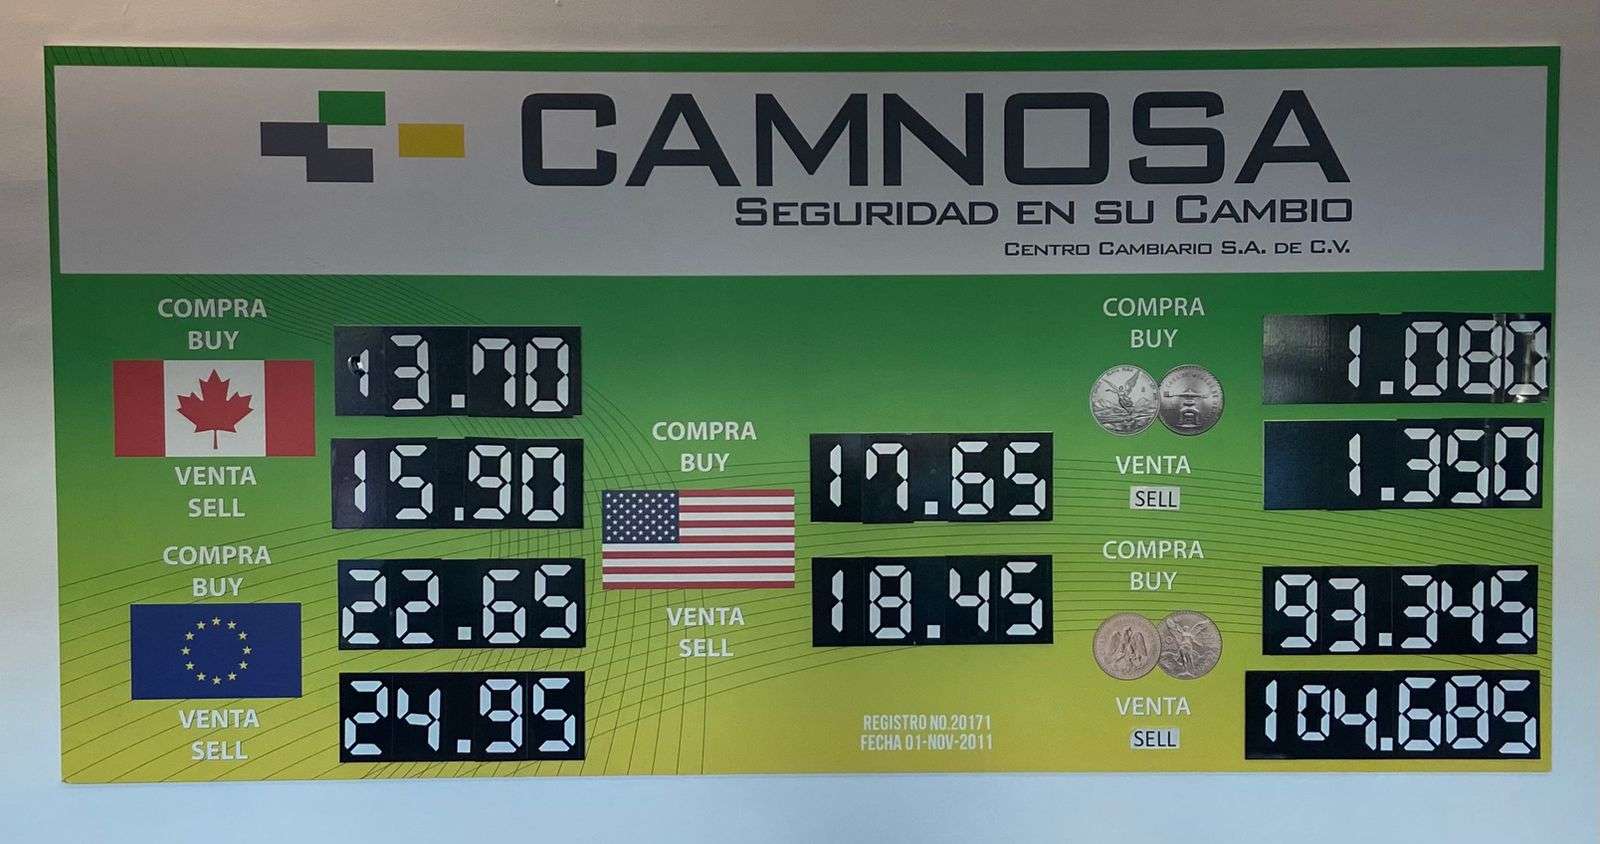 CAMNOSA
SEGURIDAD EN SU CAMBIO
CENTRO CAMBIARIO S.A. DE C.V.
COMPRA
BUY
13.70
VENTA
SELL
15.90
COMPRA
BUY
22.65
VENTA
SELL
24.95
COMPRA
BUY
17.65
VENTA
SELL
18.45
REGISTRO NO.20171
FECHA 01-NOV-2011
COMPRA
BUY
1.080
VENTA
SELL
1.350
COMPRA
BUY
93.345
VENTA
SELL
104.685